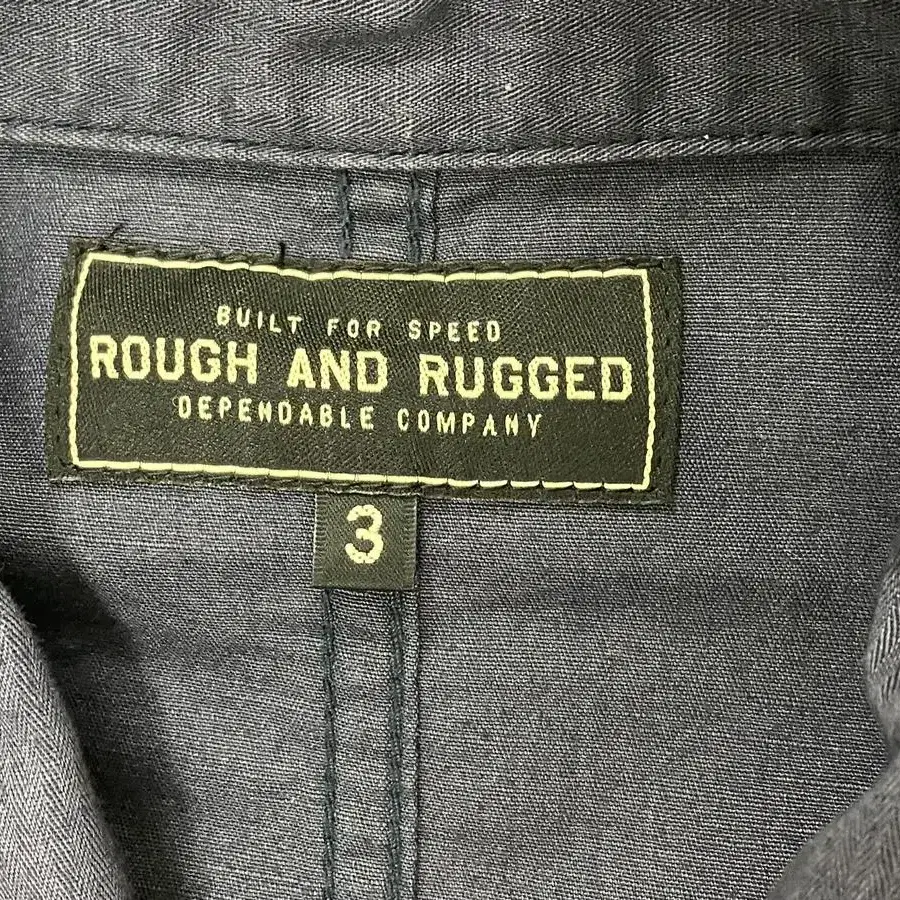 BUILT FOR SPEED
ROUGH AND RUGGED
DEPENDABLE COMPANY
3